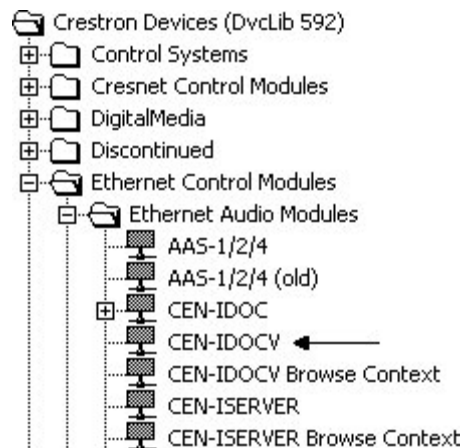 Crestron Devices (DvcLib 592)
Control Systems
Cresnet Control Modules
DigitalMedia
Discontinued
Ethernet Control Modules
Ethernet Audio Modules
AAS-1/2/4
AAS-1/2/4 (old)
CEN-IDOC
CEN-IDOCV
CEN-IDOCV Browse Context
CEN-ISERVER
CEN-ISERVER Browse Context